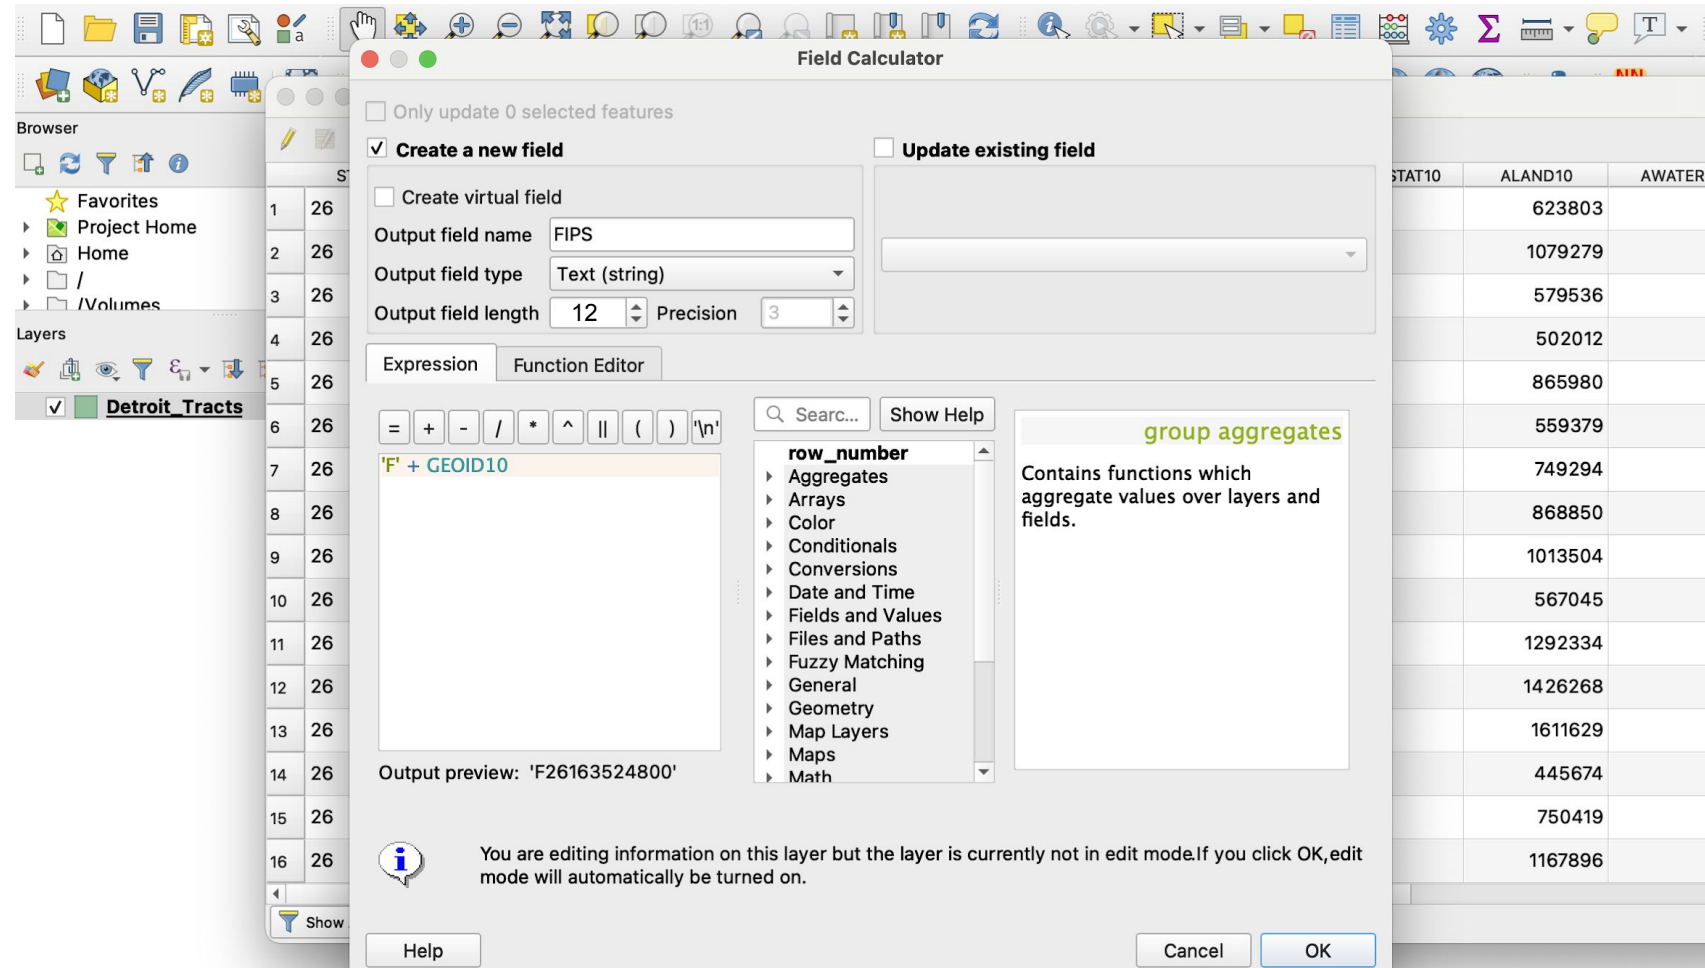 a
1:1
T
Field Calculator
NN
Browser
Only update 0 selected features
Create a new field
Update existing field
Favorites
Project Home
Home
/
/Volumes
Create virtual field
Output field name FIPS
Output field type Text (string)
Output field length 12 Precision 3
Layers
Detroit_Tracts
Expression Function Editor
= + - / * ^ || ( ) '\n'
'F' + GEOID10
Output preview: 'F26163524800'
Searc... Show Help
row_number
Aggregates
Arrays
Color
Conditionals
Conversions
Date and Time
Fields and Values
Files and Paths
Fuzzy Matching
General
Geometry
Map Layers
Maps
Math
group aggregates
Contains functions which
aggregate values over layers and
fields.
You are editing information on this layer but the layer is currently not in edit mode.If you click OK,edit
mode will automatically be turned on.
Help Cancel OK
ST STAT10 ALAND10 AWATER
1 26 623803
2 26 1079279
3 26 579536
4 26 502012
5 26 865980
6 26 559379
7 26 749294
8 26 868850
9 26 1013504
10 26 567045
11 26 1292334
12 26 1426268
13 26 1611629
14 26 445674
15 26 750419
16 26 1167896
Show